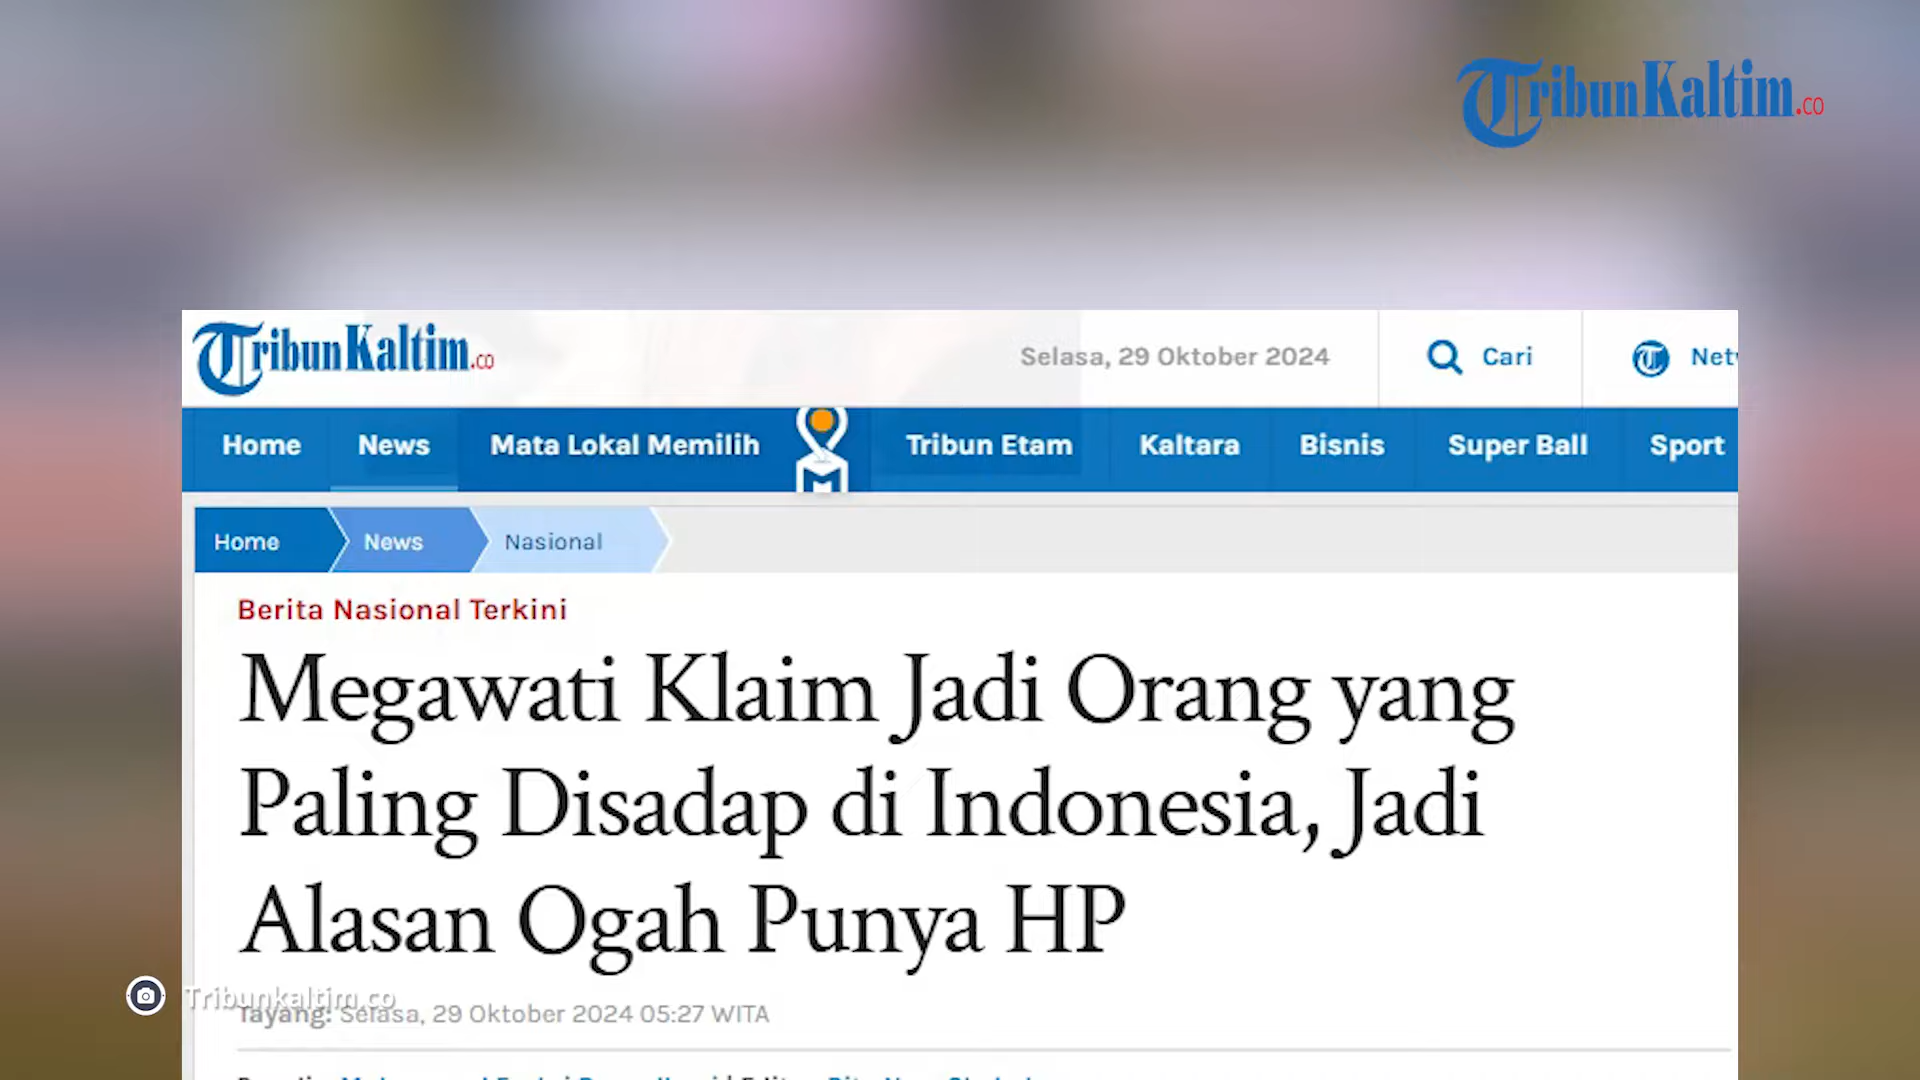 TribunKaltim.co
TribunKaltim.co
Selasa, 29 Oktober 2024
Cari
Home
News
Mata Lokal Memilih
Tribun Etam
Kaltara
Bisnis
Super Ball
Sport
Home
News
Nasional
Berita Nasional Terkini
Megawati Klaim Jadi Orang yang
Paling Disadap di Indonesia, Jadi
Alasan Ogah Punya HP
Tribunkaltim.co
Tayang: Selasa, 29 Oktober 2024 05:27 WITA